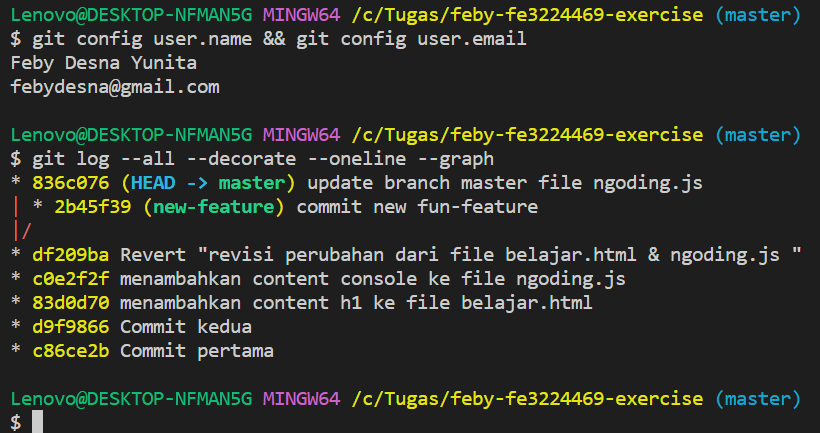 Lenovo@DESKTOP-NFMAN5G MINGW64 /c/Tugas/feby-fe3224469-exercise (master)
$ git config user.name && git config user.email
Feby Desna Yunita
febydesna@gmail.com
Lenovo@DESKTOP-NFMAN5G MINGW64 /c/Tugas/feby-fe3224469-exercise (master)
$ git log --all --decorate --oneline --graph
* 836c076 (HEAD -> master) update branch master file ngoding.js
| * 2b45f39 (new-feature) commit new fun-feature
|/
* df209ba Revert "revisi perubahan dari file belajar.html & ngoding.js "
* c0e2f2f menambahkan content console ke file ngoding.js
* 83d0d70 menambahkan content h1 ke file belajar.html
* d9f9866 Commit kedua
* c86ce2b Commit pertama
Lenovo@DESKTOP-NFMAN5G MINGW64 /c/Tugas/feby-fe3224469-exercise (master)
$